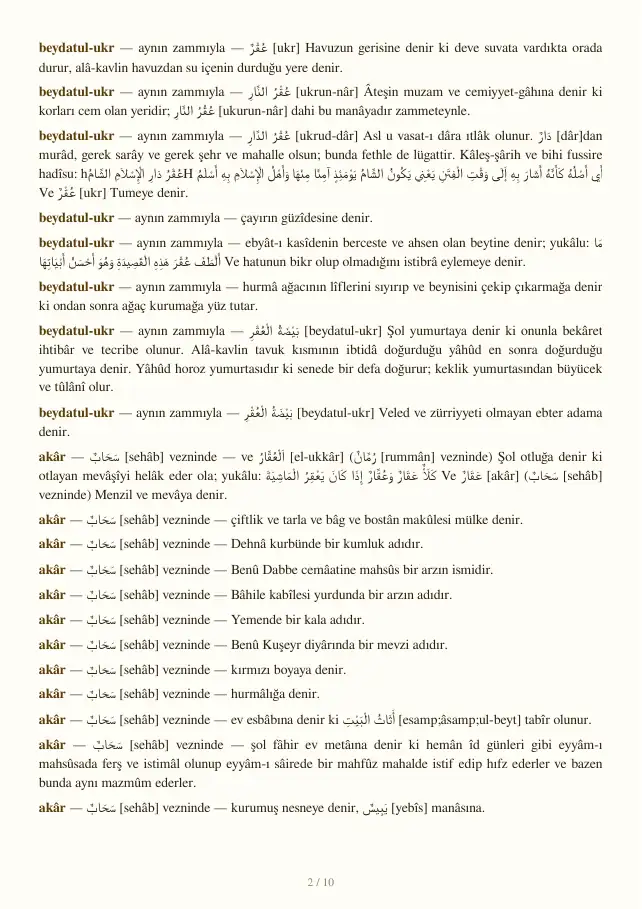 beydatul-ukr — aynın zammıyla — عُقْرٌ [ukr] Havuzun gerisine denir ki deve suvata vardıkta orada
durur, alâ-kavlin havuzdan su içenin durduğu yere denir.
beydatul-ukr — aynın zammıyla — عُقْرُ النَّارِ [ukrun-nâr] Âteşin muzam ve cemiyyet-gâhına denir ki
korları cem olan yeridir; عُقُرُ النَّارِ [ukurun-nâr] dahi bu manâyadır zammeteynle.
beydatul-ukr — aynın zammıyla — عُقْرُ الدَّارِ [ukrud-dâr] Asl u vasat-ı dâra ıtlâk olunur. دَارٌ [dâr]dan
murâd, gerek sarây ve gerek şehr ve mahalle olsun; bunda fethle de lügattir. Kâleş-şârih ve bihi fussire
hadîsu: hعُقْرُ دَارِ الْإِسْلاَمِ الشَّامُH أَيْ أَصْلُهُ كَأَنَّهُ أَشَارَ بِهِ إِلَى وَقْتِ الْفِتَنِ يَعْنِي يَكُونُ الشَّامُ يَوْمَئِذٍ آمِنًا مِنْهَا وَأَهْلُ الْإِسْلاَمِ بِهِ أَسْلَمُ
Ve عُقْرٌ [ukr] Tumeye denir.
beydatul-ukr — aynın zammıyla — çayırın güzîdesine denir.
beydatul-ukr — aynın zammıyla — ebyât-ı kasîdenin berceste ve ahsen olan beytine denir; yukâlu: مَا
أَلْطَفَ عُقْرَ هَذِهِ الْقَصِيدَةِ وَهُوَ أَحْسَنُ أَبْيَاتِهَا Ve hatunun bikr olup olmadığını istibrâ eylemeye denir.
beydatul-ukr — aynın zammıyla — hurmâ ağacının lîflerini sıyırıp ve beynisini çekip çıkarmağa denir
ki ondan sonra ağaç kurumağa yüz tutar.
beydatul-ukr — aynın zammıyla — بَيْضَةُ الْعُقْرِ [beydatul-ukr] Şol yumurtaya denir ki onunla bekâret
ihtibâr ve tecribe olunur. Alâ-kavlin tavuk kısmının ibtidâ doğurduğu yâhûd en sonra doğurduğu
yumurtaya denir. Yâhûd horoz yumurtasıdır ki senede bir defa doğurur; keklik yumurtasından büyücek
ve tûlânî olur.
beydatul-ukr — aynın zammıyla — بَيْضَةُ الْعُقْرِ [beydatul-ukr] Veled ve zürriyyeti olmayan ebter adama
denir.
akâr — سَحَابٌ [sehâb] vezninde — ve اَلْعُقَّارُ [el-ukkâr] (رُمَّانٌ [rummân] vezninde) Şol otluğa denir ki
otlayan mevâşîyi helâk eder ola; yukâlu: كَلَأٌ عَقَارٌ وَعُقَّارٌ إِذَا كَانَ يَعْقِرُ الْمَاشِيَةَ Ve عَقَارٌ [akâr] (سَحَابٌ [sehâb]
vezninde) Menzil ve mevâya denir.
akâr — سَحَابٌ [sehâb] vezninde — çiftlik ve tarla ve bâg ve bostân makûlesi mülke denir.
akâr — سَحَابٌ [sehâb] vezninde — Dehnâ kurbünde bir kumluk adıdır.
akâr — سَحَابٌ [sehâb] vezninde — Benû Dabbe cemâatine mahsûs bir arzın ismidir.
akâr — سَحَابٌ [sehâb] vezninde — Bâhile kabîlesi yurdunda bir arzın adıdır.
akâr — سَحَابٌ [sehâb] vezninde — Yemende bir kala adıdır.
akâr — سَحَابٌ [sehâb] vezninde — Benû Kuşeyr diyârında bir mevzi adıdır.
akâr — سَحَابٌ [sehâb] vezninde — kırmızı boyaya denir.
akâr — سَحَابٌ [sehâb] vezninde — hurmâlığa denir.
akâr — سَحَابٌ [sehâb] vezninde — ev esbâbına denir ki أَثَاثُ الْبَيْتِ [esamp;âsamp;ul-beyt] tabîr olunur.
akâr — سَحَابٌ [sehâb] vezninde — şol fâhir ev metâına denir ki hemân îd günleri gibi eyyâm-ı
mahsûsada ferş ve istimâl olunup eyyâm-ı sâirede bir mahfûz mahalde istif edip hıfz ederler ve bazen
bunda aynı mazmûm ederler.
akâr — سَحَابٌ [sehâb] vezninde — kurumuş nesneye denir, يَبِيسٌ [yebîs] manâsına.
2 / 10